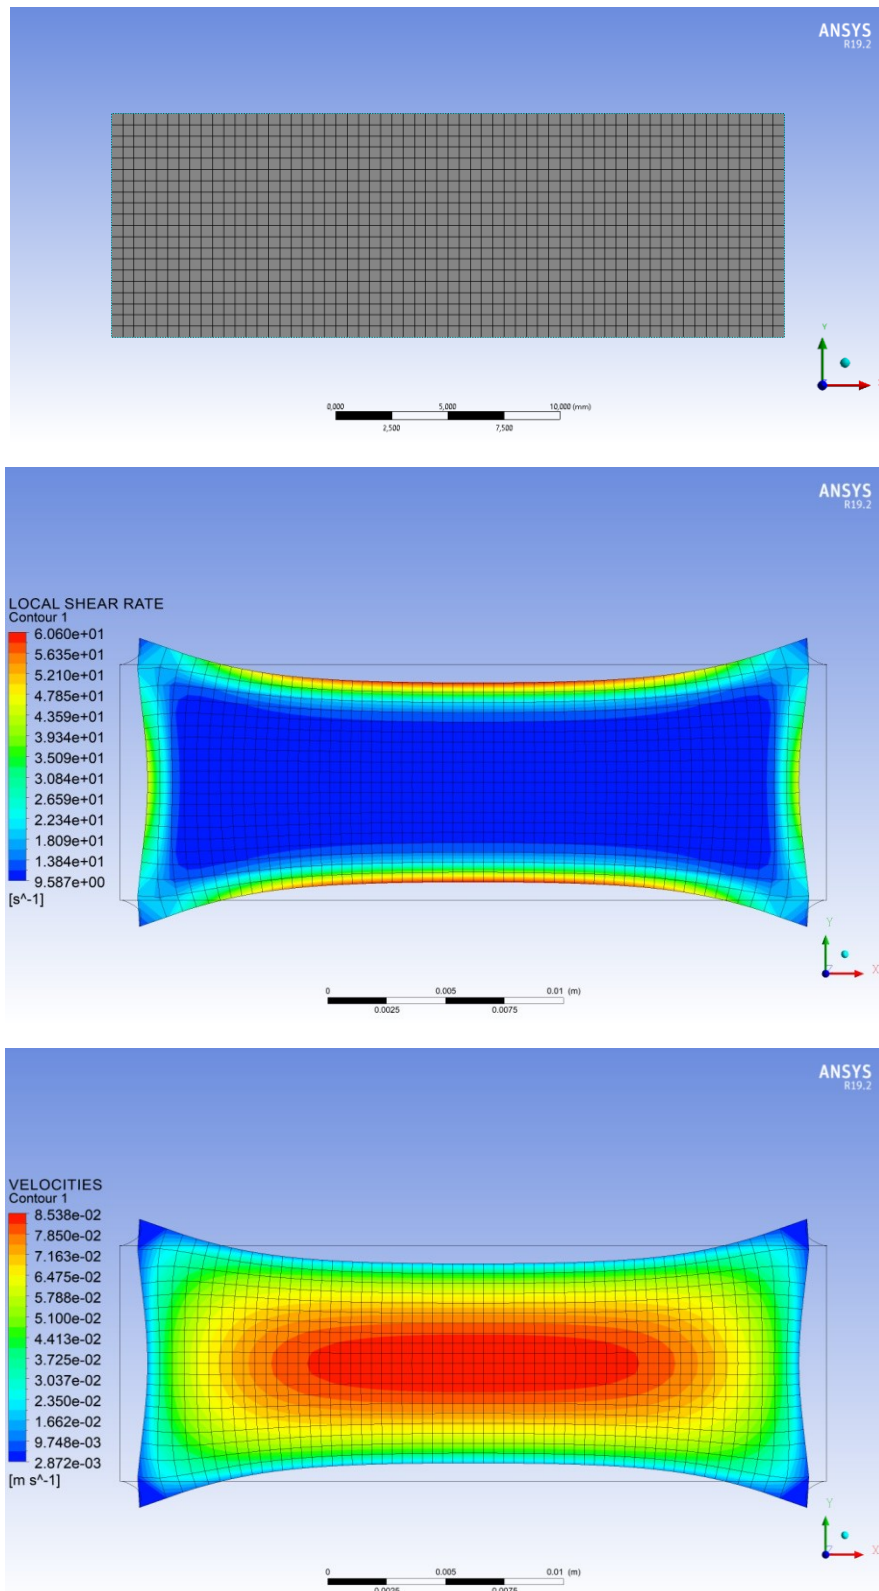 ANSYS
R19.2
Y
0,000 5,000 10,000 (mm)
2,500 7,500
ANSYS
R19.2
LOCAL SHEAR RATE
Contour 1
6.060e+01
5.635e+01
5.210e+01
4.785e+01
4.359e+01
3.934e+01
3.509e+01
3.084e+01
2.659e+01
2.234e+01
1.809e+01
1.384e+01
9.587e+00
[s^-1]
Y
Z X
0 0.005 0.01 (m)
0.0025 0.0075
ANSYS
R19.2
VELOCITIES
Contour 1
8.538e-02
7.850e-02
7.163e-02
6.475e-02
5.788e-02
5.100e-02
4.413e-02
3.725e-02
3.037e-02
2.350e-02
1.662e-02
9.748e-03
2.872e-03
[m s^-1]
Y
Z X
0 0.005 0.01 (m)
0.0025 0.0075